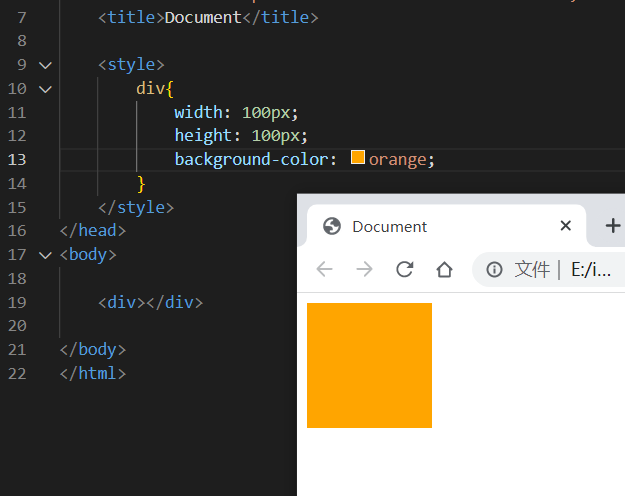 7 <title>Document</title>
8
9 <style>
10 div{
11 width: 100px;
12 height: 100px;
13 background-color: orange;
14 }
15 </style>
16 </head>
17 <body>
18
19 <div></div>
20
21 </body>
22 </html>
Document
文件 | E:/i...